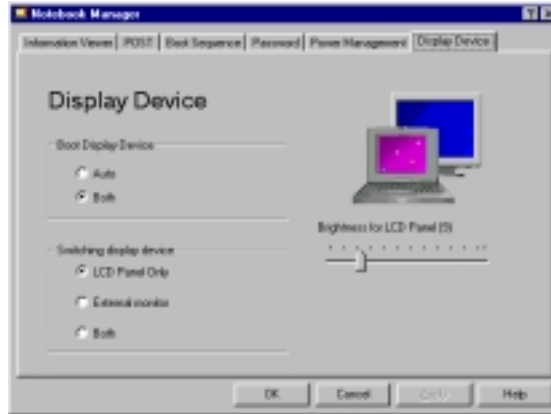 Notebook Manager
Information Viewer POST Boot Sequence Password Power Management Display Device
Display Device
Boot Display Device
Auto
Both
Brightness for LCD Panel (9)
Switching display device
LCD Panel Only
External monitor
Both
OK Cancel Apply Help